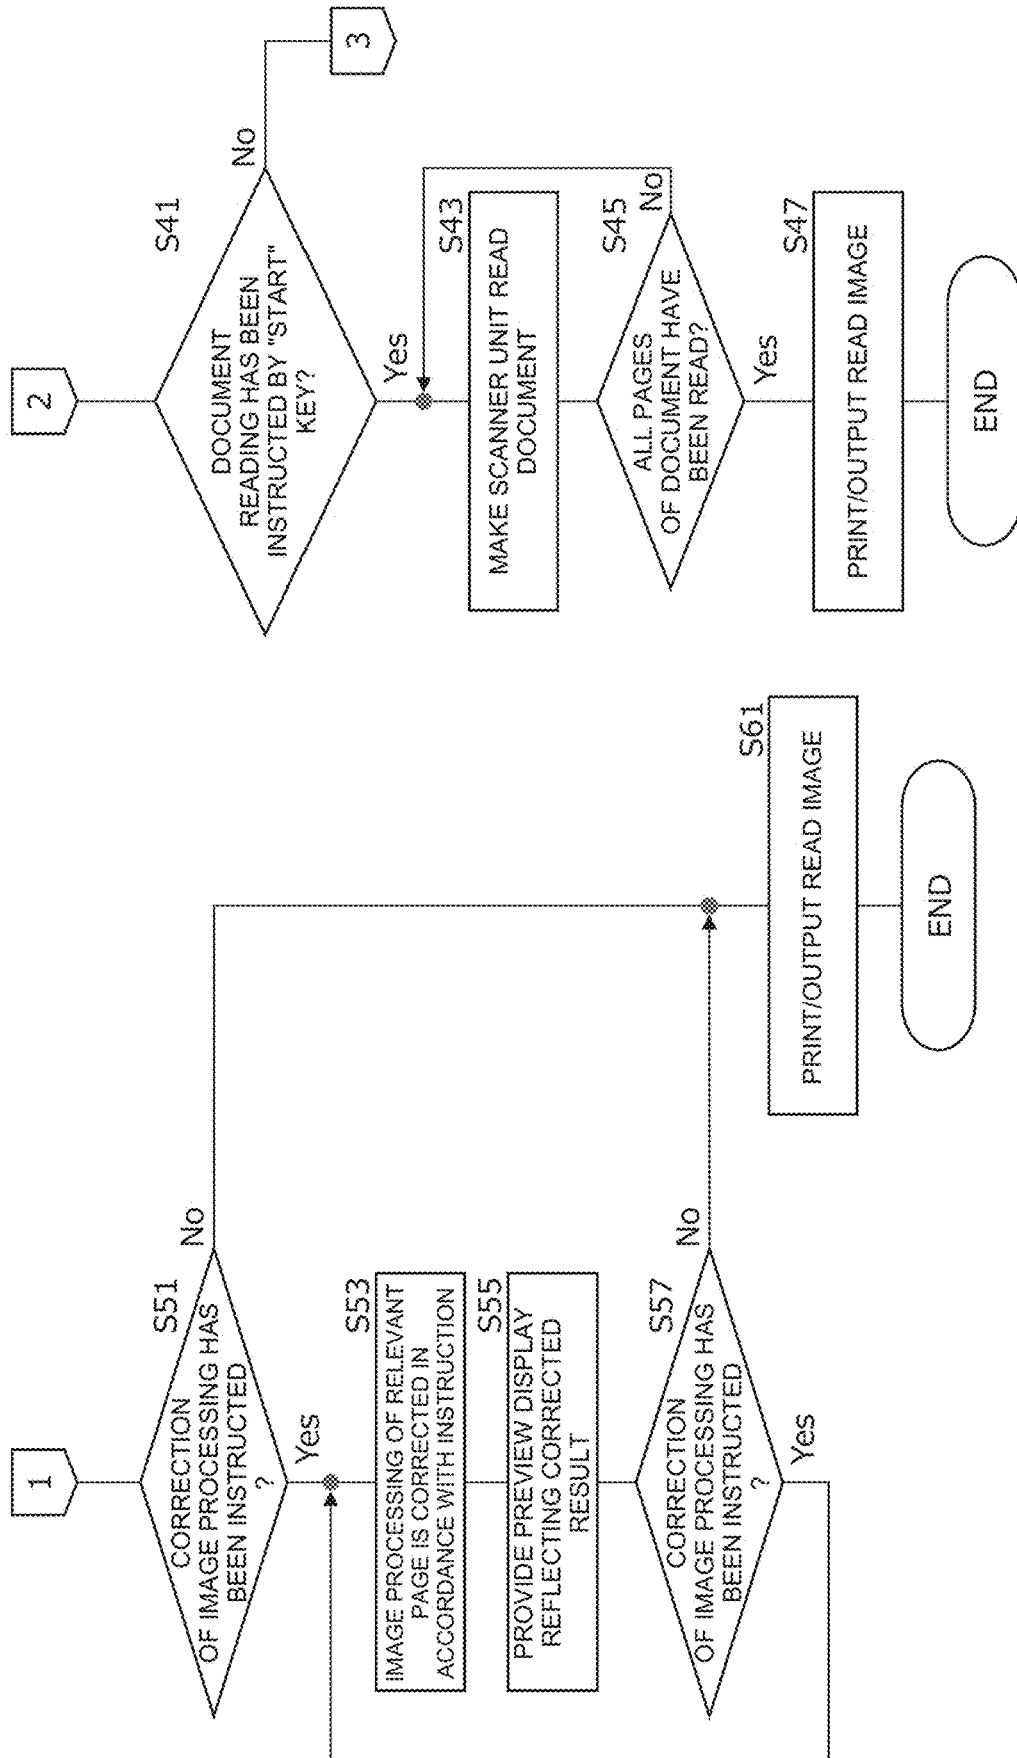 1
S51
CORRECTION
OF IMAGE PROCESSING HAS
BEEN INSTRUCTED
?
No
Yes
S53
IMAGE PROCESSING OF RELEVANT
PAGE IS CORRECTED IN
ACCORDANCE WITH INSTRUCTION
S55
PROVIDE PREVIEW DISPLAY
REFLECTING CORRECTED
RESULT
S57
CORRECTION
OF IMAGE PROCESSING HAS
BEEN INSTRUCTED
?
No
Yes
S61
PRINT/OUTPUT READ IMAGE
END
2
S41
DOCUMENT
READING HAS BEEN
INSTRUCTED BY "START"
KEY?
No
3
Yes
S43
MAKE SCANNER UNIT READ
DOCUMENT
S45
ALL PAGES
OF DOCUMENT HAVE
BEEN READ?
No
Yes
S47
PRINT/OUTPUT READ IMAGE
END